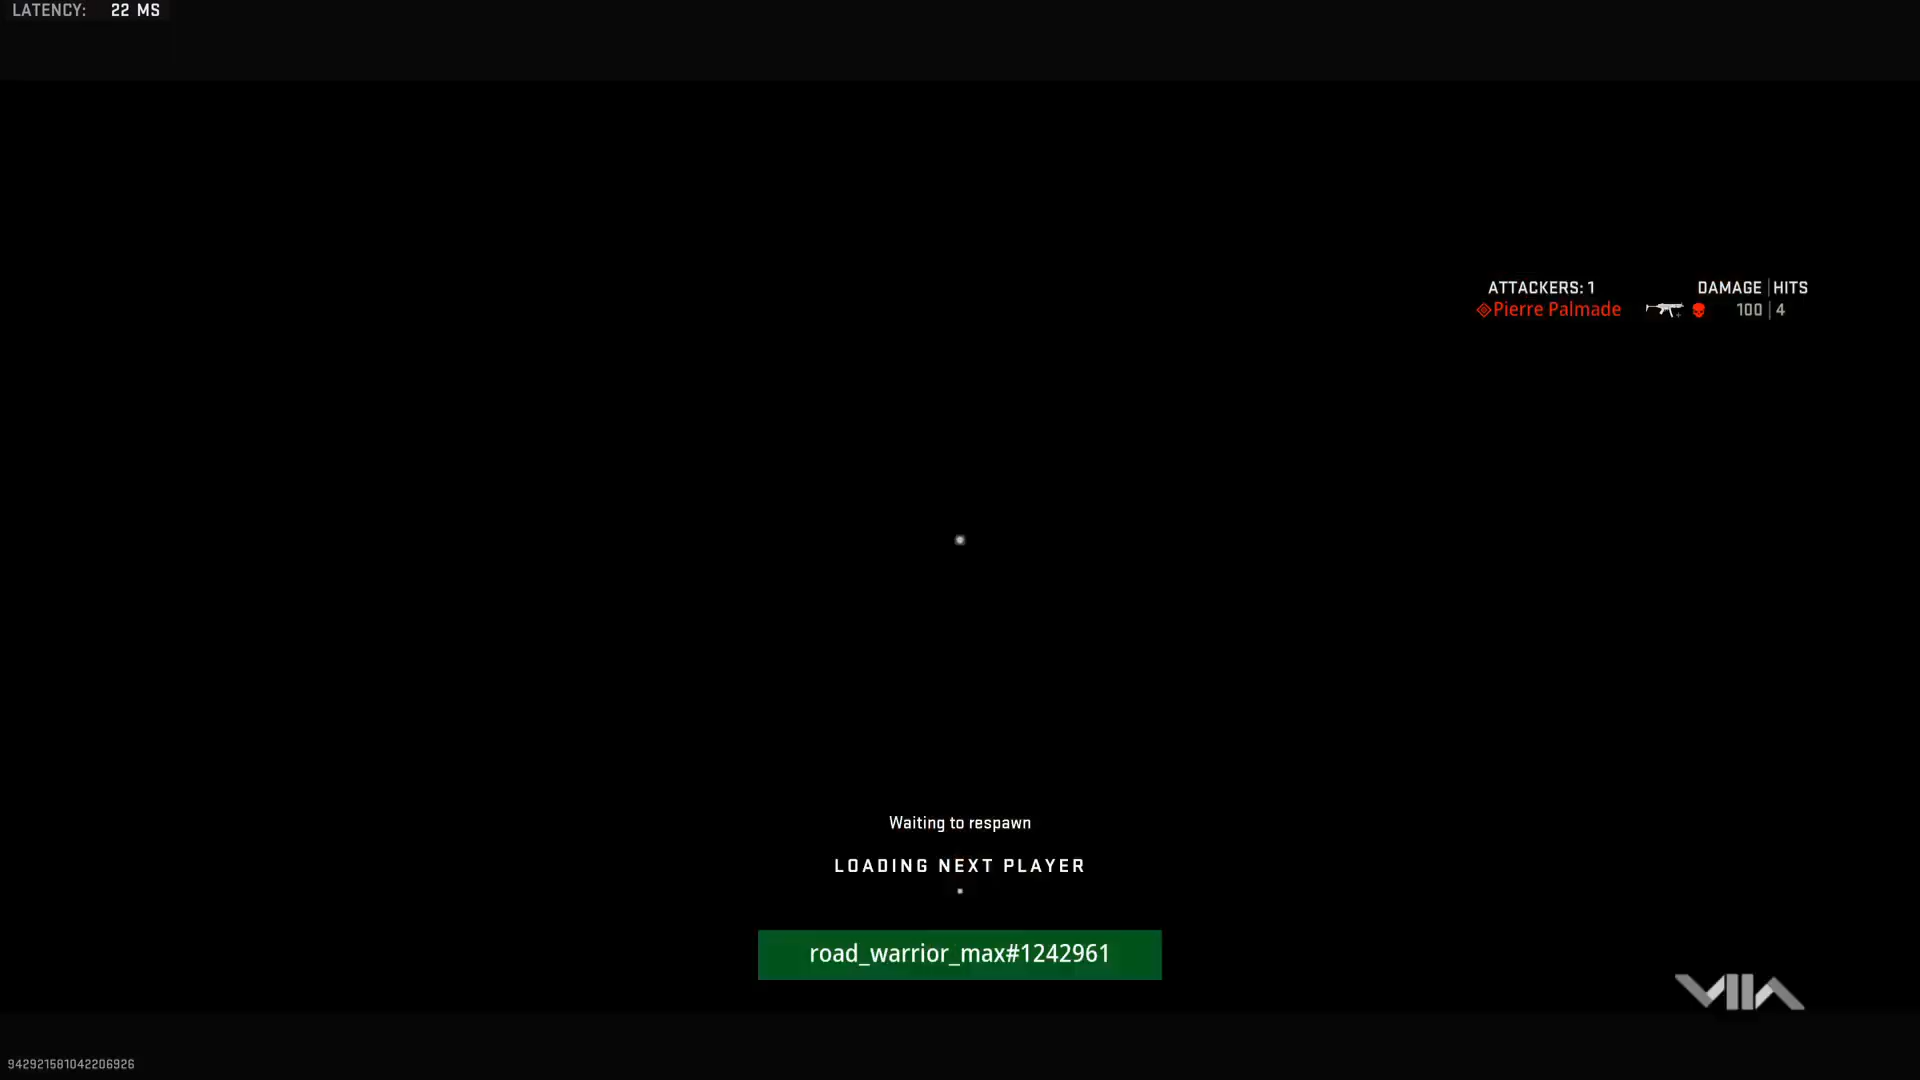 LATENCY: 22 MS
ATTACKERS: 1 DAMAGE HITS
Pierre Palmade 100 4
Waiting to respawn
LOADING NEXT PLAYER
road_warrior_max#1242961
942921581042206926